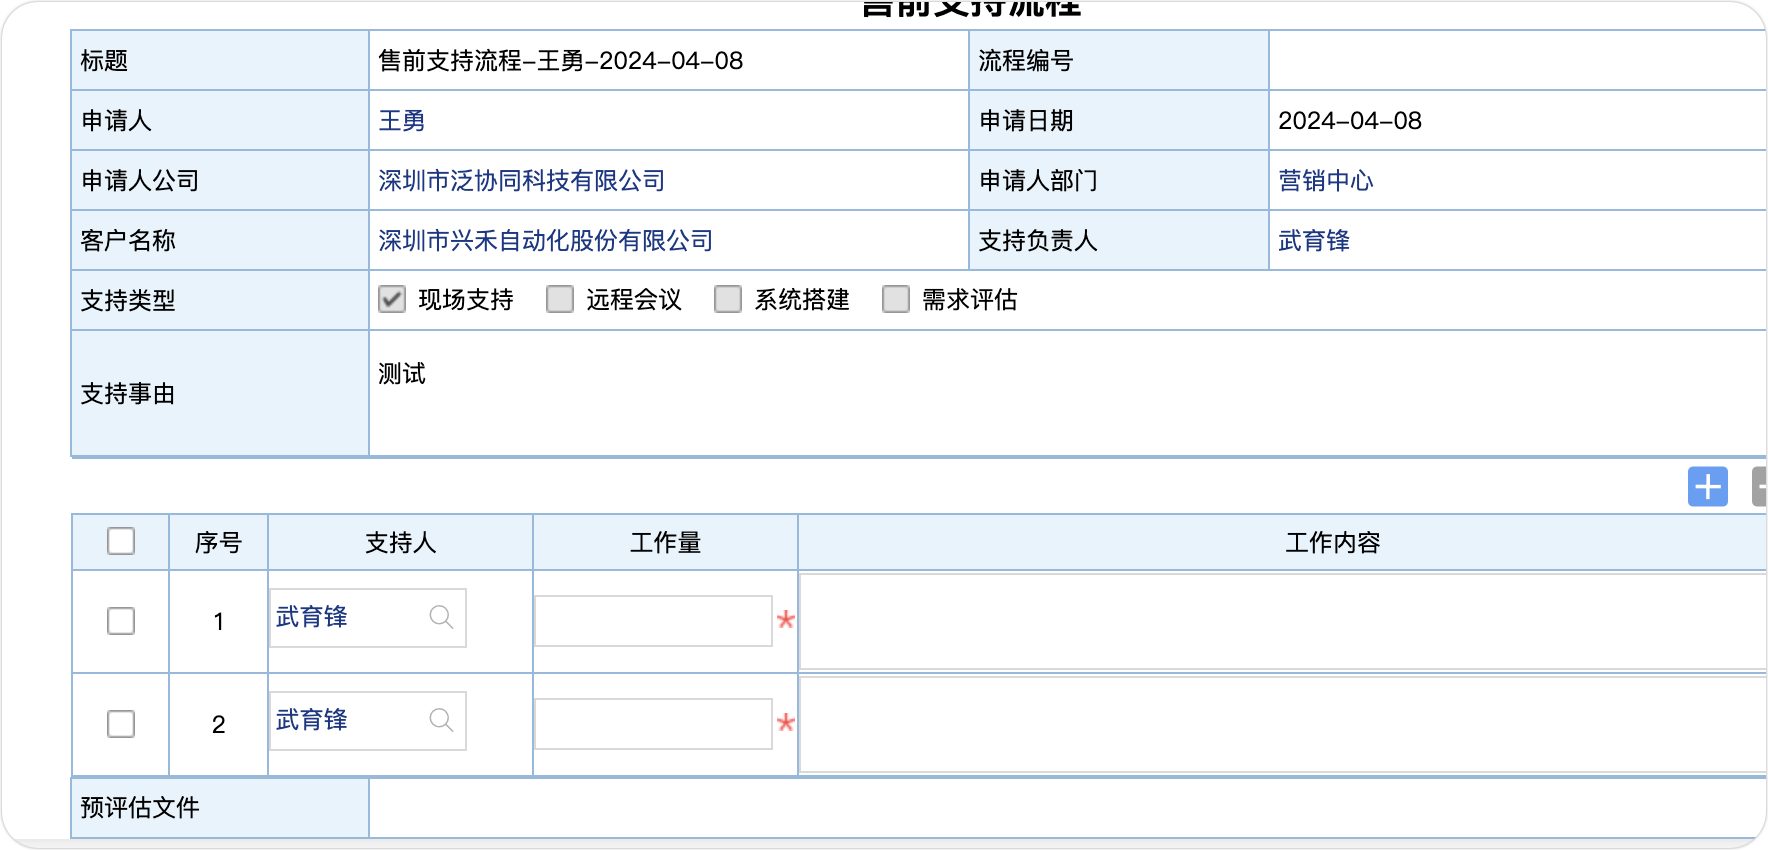 售前支持流程
标题 售前支持流程-王勇-2024-04-08 流程编号
申请人 王勇 申请日期 2024-04-08
申请人公司 深圳市泛协同科技有限公司 申请人部门 营销中心
客户名称 深圳市兴禾自动化股份有限公司 支持负责人 武育锋
支持类型 现场支持 远程会议 系统搭建 需求评估
支持事由 测试
序号 支持人 工作量 工作内容
1 武育锋 *
2 武育锋 *
预评估文件